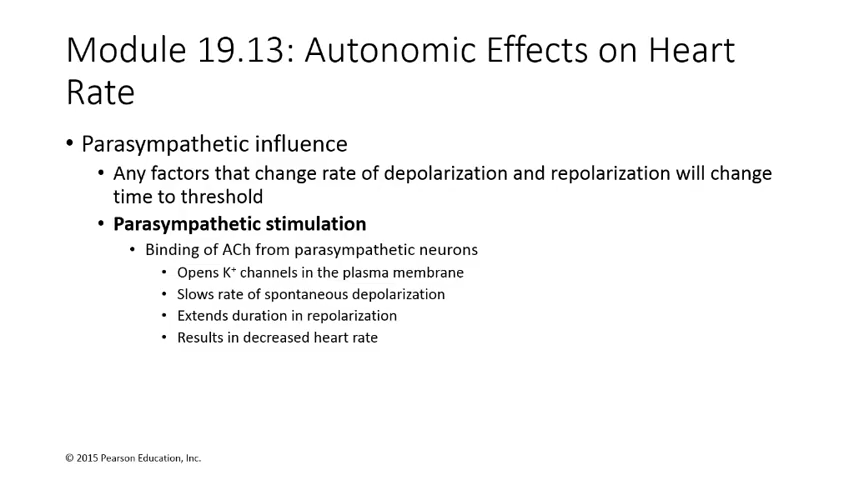 Module 19.13: Autonomic Effects on Heart
Rate
• Parasympathetic influence
• Any factors that change rate of depolarization and repolarization will change
time to threshold
• Parasympathetic stimulation
• Binding of ACh from parasympathetic neurons
• Opens K⁺ channels in the plasma membrane
• Slows rate of spontaneous depolarization
• Extends duration in repolarization
• Results in decreased heart rate
© 2015 Pearson Education, Inc.